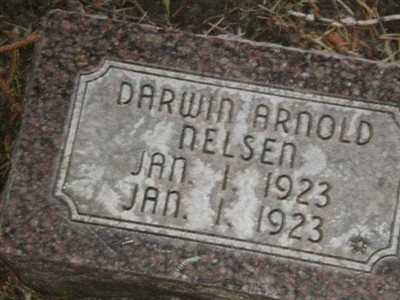 DARWIN ARNOLD
NELSEN
JAN. 1. 1923
JAN. 1. 1923